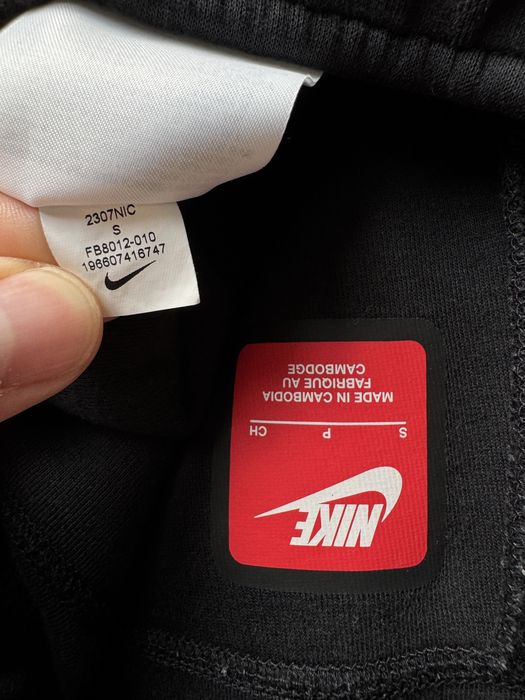 2307NIC
S
FB8012-010
196607416747
NIKE
S P CH
MADE IN CAMBODIA
FABRIQUE AU
CAMBODGE